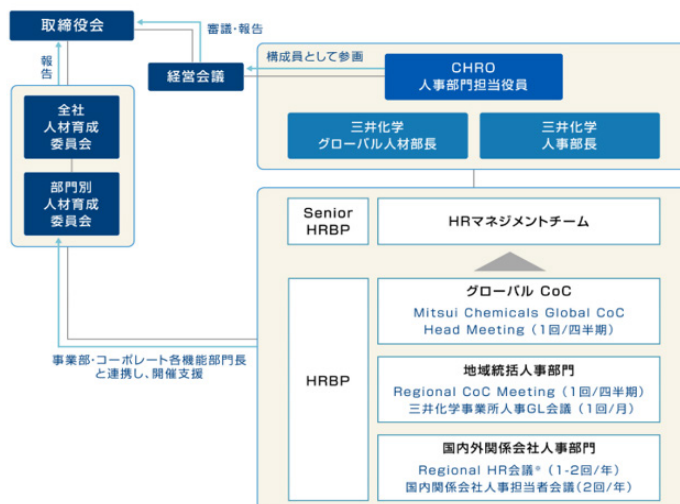 取締役会
審議・報告
報告
経営会議
構成員として参画
CHRO
人事部門担当役員
三井化学
グローバル人材部長
三井化学
人事部長
全社
人材育成
委員会
部門別
人材育成
委員会
事業部・コーポレート各機能部門長
と連携し、開催支援
Senior
HRBP
HRマネジメントチーム
HRBP
グローバル CoC
Mitsui Chemicals Global CoC
Head Meeting（1回/四半期）
地域統括人事部門
Regional CoC Meeting（1回/四半期）
三井化学事業所人事GL会議（1回/月）
国内外関係会社人事部門
Regional HR会議※（1-2回/年）
国内関係会社人事担当者会議(2回/年)